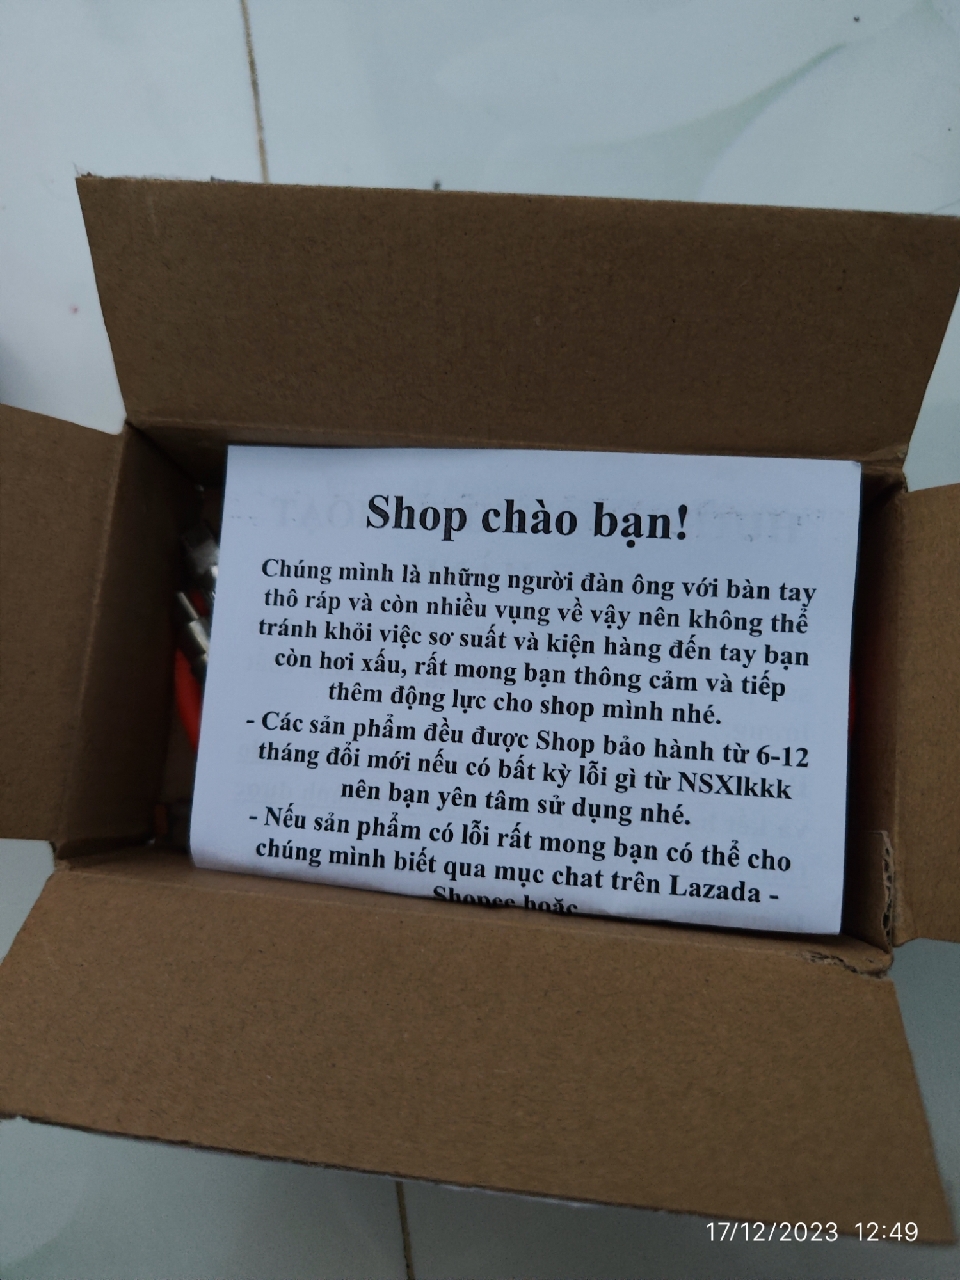 Shop chào bạn!
Chúng mình là những người đàn ông với bàn tay
thô ráp và còn nhiều vụng về vậy nên không thể
tránh khỏi việc sơ suất và kiện hàng đến tay bạn
còn hơi xấu, rất mong bạn thông cảm và tiếp
thêm động lực cho shop mình nhé.
- Các sản phẩm đều được Shop bảo hành từ 6-12
tháng đổi mới nếu có bất kỳ lỗi gì từ NSXlkkk
nên bạn yên tâm sử dụng nhé.
- Nếu sản phẩm có lỗi rất mong bạn có thể cho
chúng mình biết qua mục chat trên Lazada -
Shopee hoặc
17/12/2023 12:49